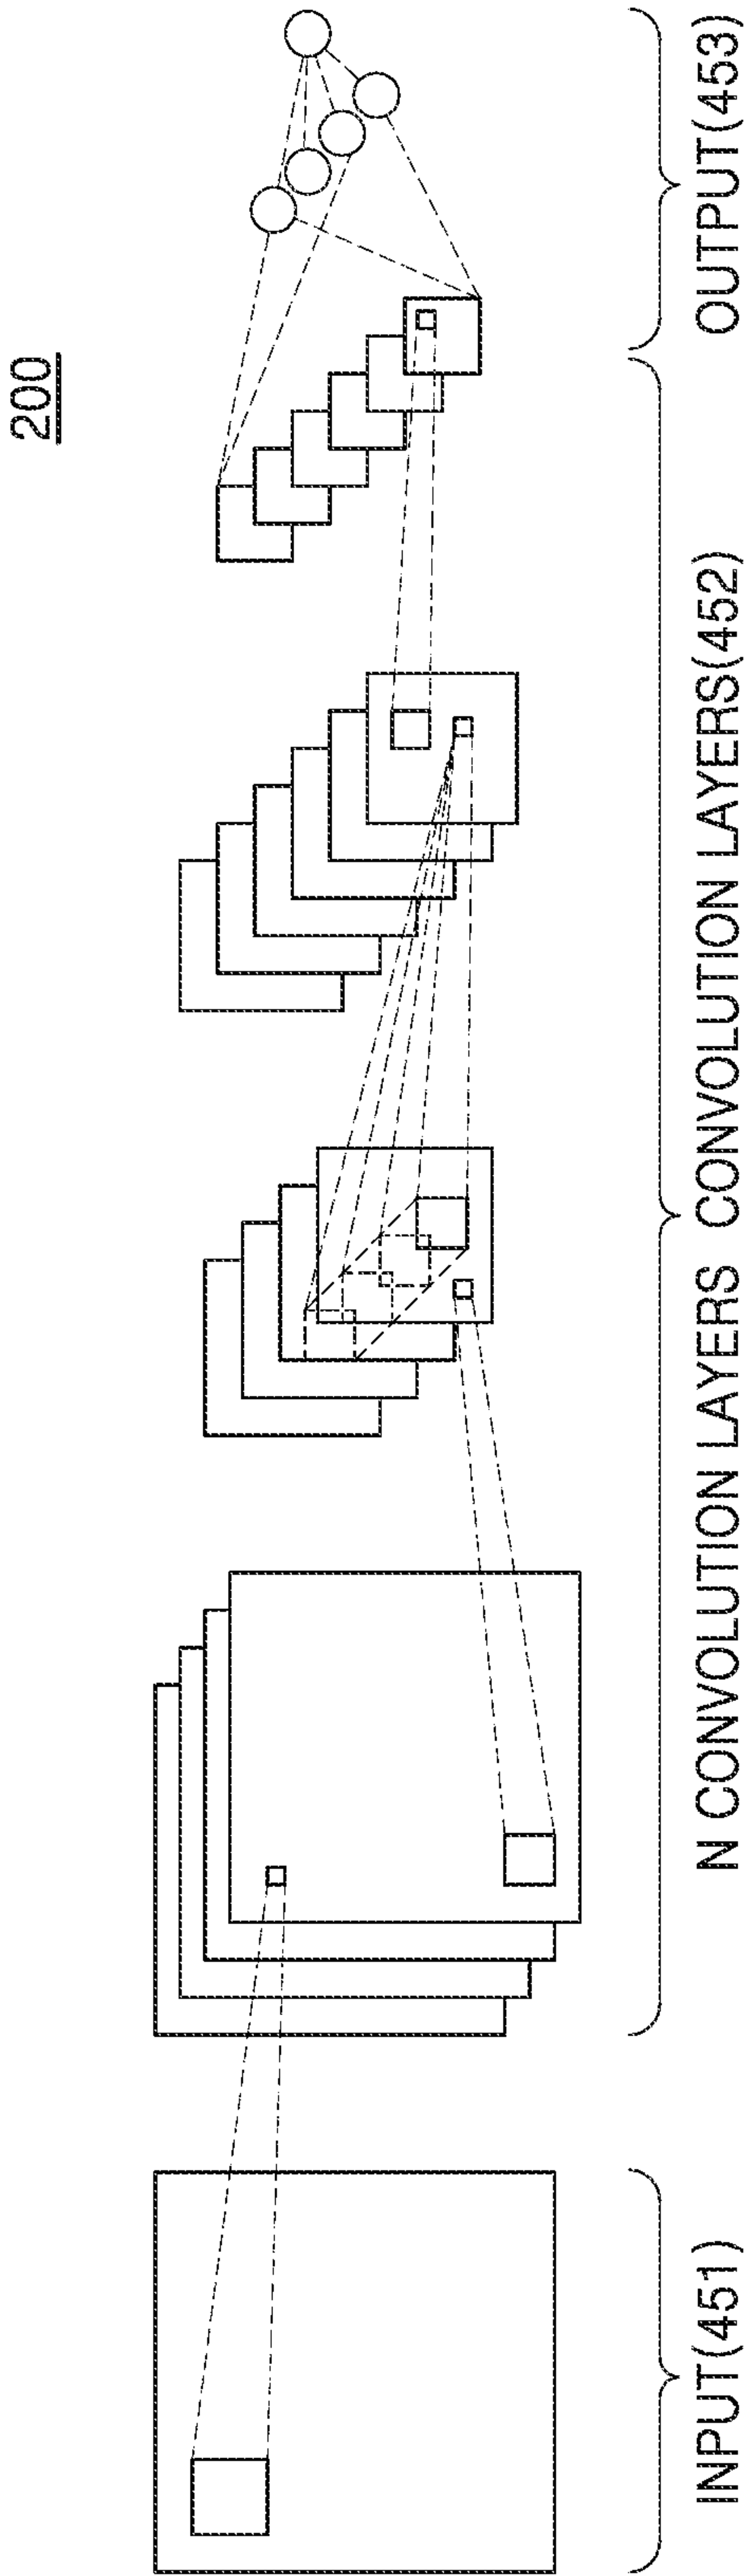 200
INPUT(451)
N CONVOLUTION LAYERS CONVOLUTION LAYERS(452)
OUTPUT(453)